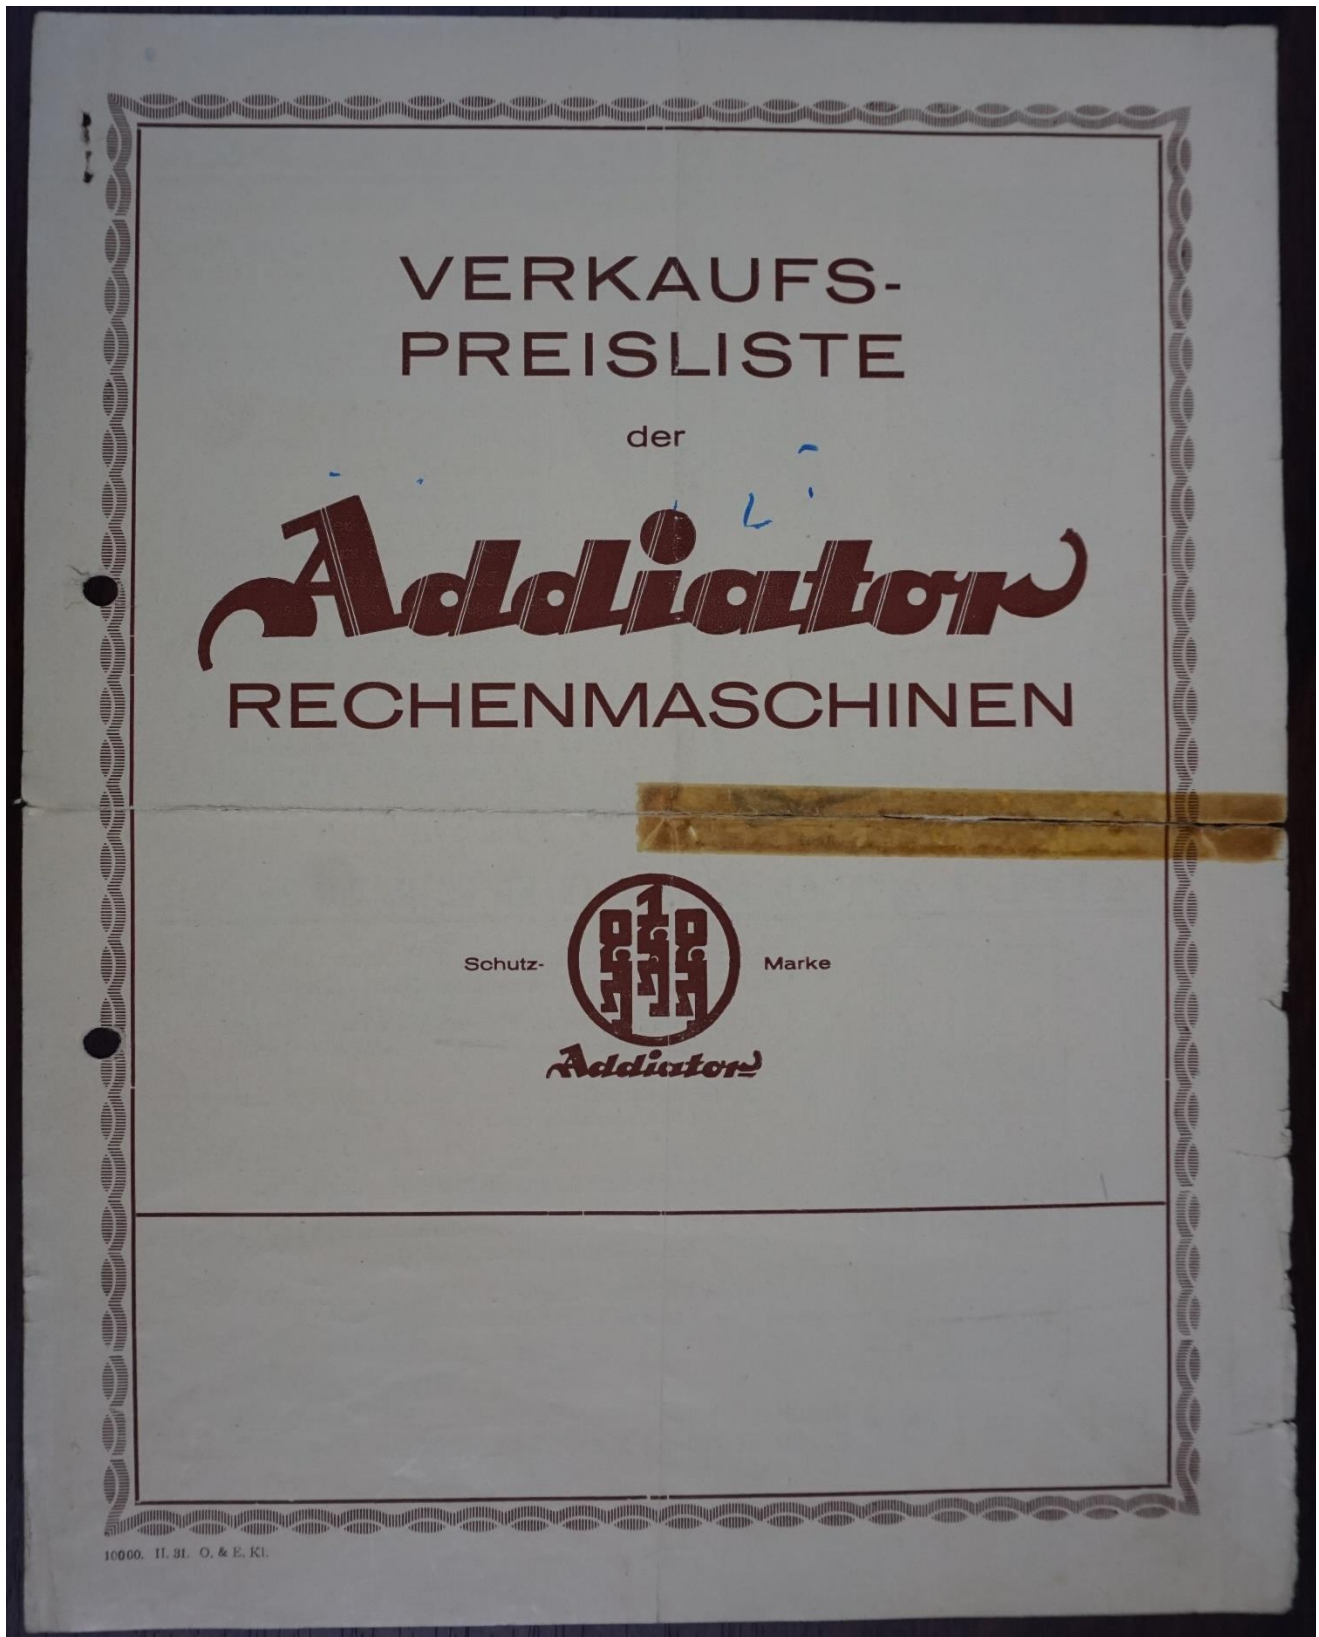 VERKAUFS-
PREISLISTE
der
Addiator
RECHENMASCHINEN
Schutz- Marke
Addiator
10000. II. 31. O. & E. Kl.